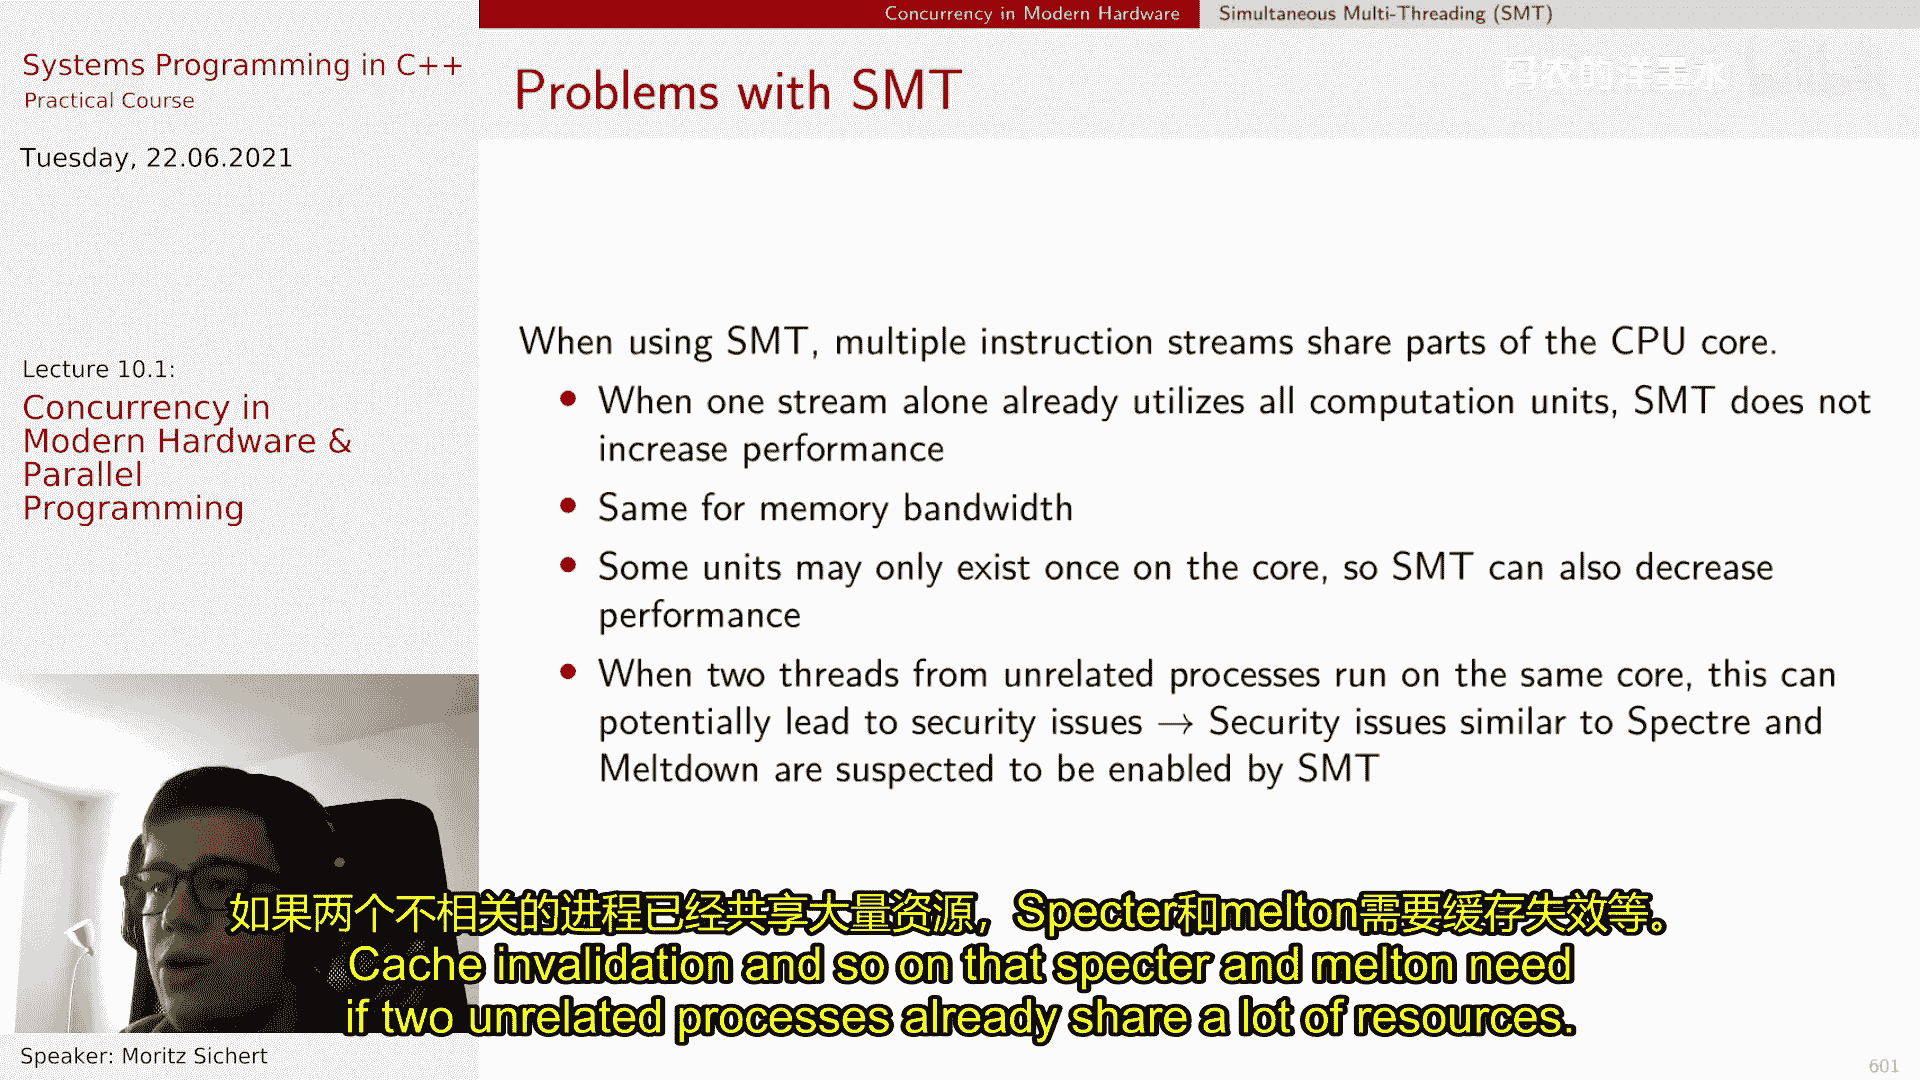 Concurrency in Modern Hardware
Simultaneous Multi-Threading (SMT)
Systems Programming in C++
Practical Course
Tuesday, 22.06.2021
Problems with SMT
码农的洋墨水
Lecture 10.1:
Concurrency in
Modern Hardware &
Parallel
Programming
When using SMT, multiple instruction streams share parts of the CPU core.
• When one stream alone already utilizes all computation units, SMT does not
increase performance
• Same for memory bandwidth
• Some units may only exist once on the core, so SMT can also decrease
performance
• When two threads from unrelated processes run on the same core, this can
potentially lead to security issues → Security issues similar to Spectre and
Meltdown are suspected to be enabled by SMT
如果两个不相关的进程已经共享大量资源，Specter和melton需要缓存失效等。
Cache invalidation and so on that specter and melton need
if two unrelated processes already share a lot of resources.
Speaker: Moritz Sichert
601